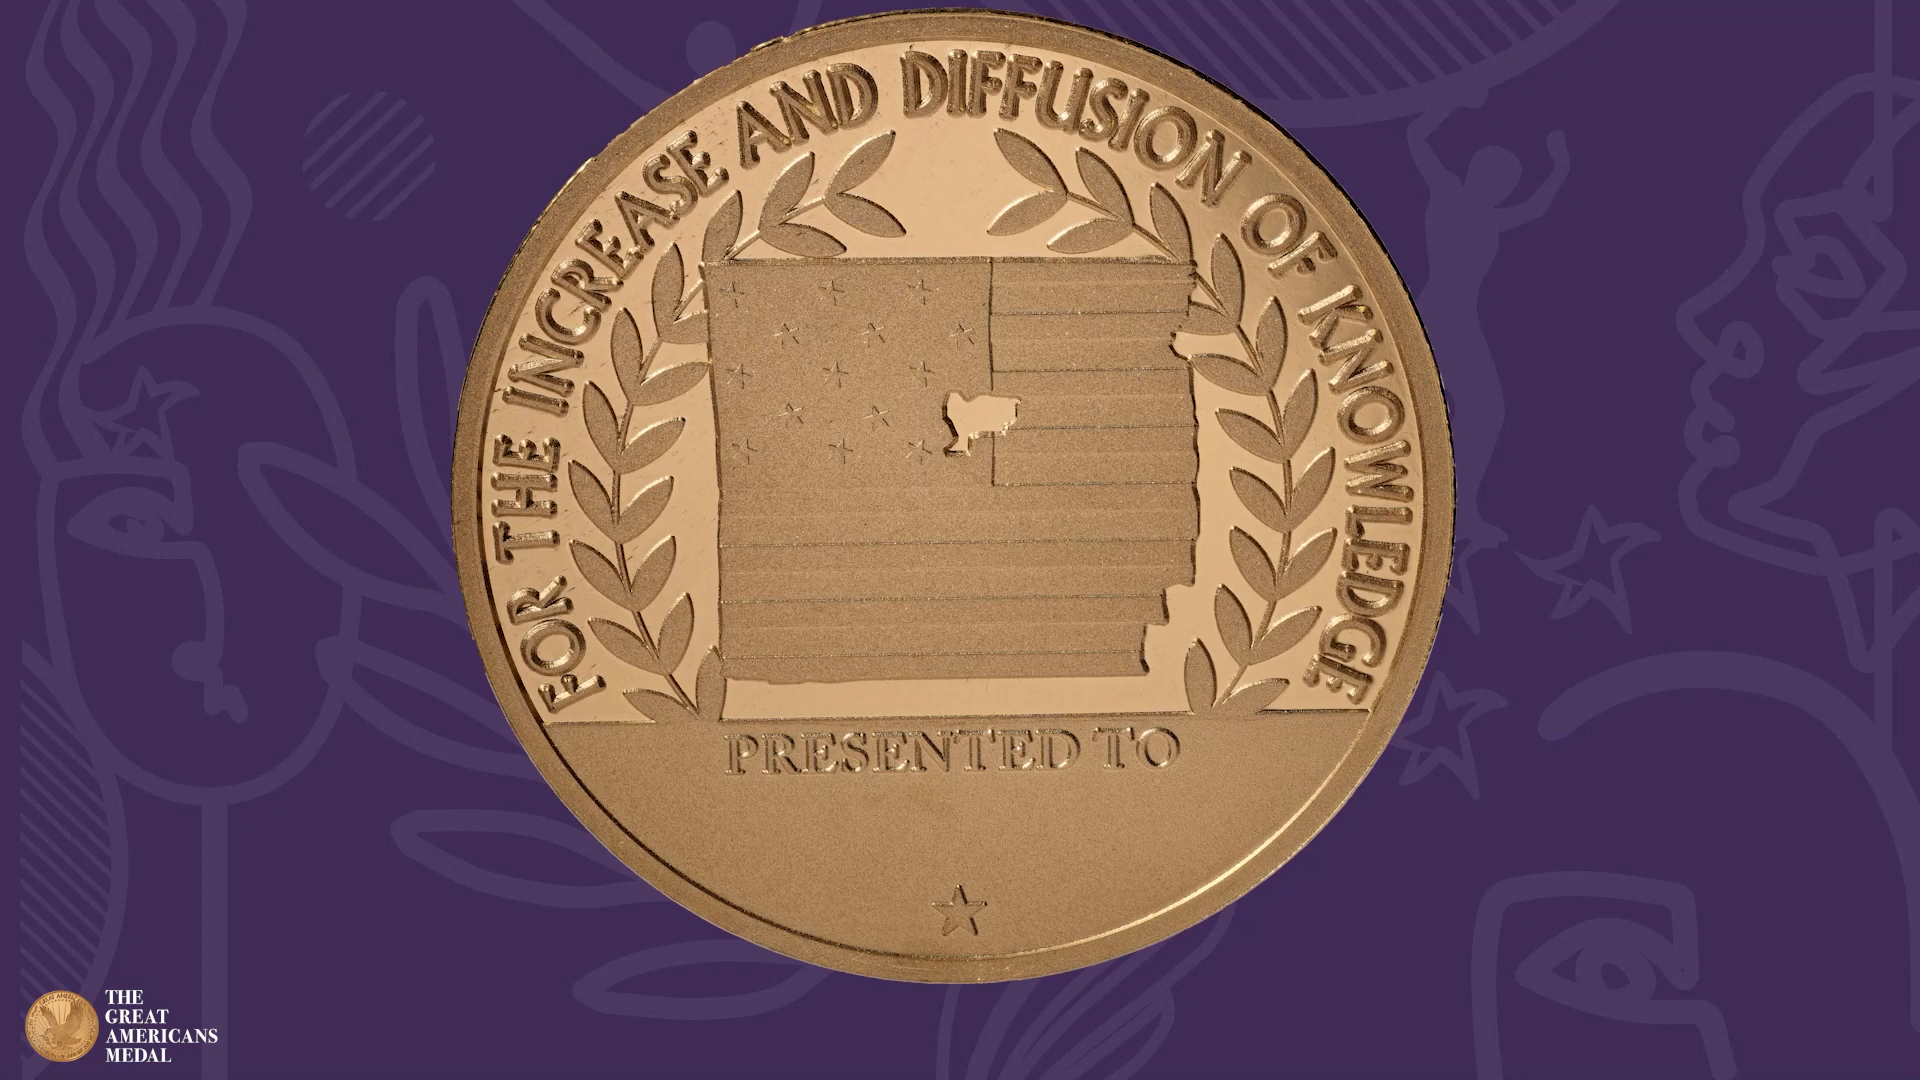 FOR THE INCREASE AND DIFFUSION OF KNOWLEDGE
PRESENTED TO
THE
GREAT
AMERICANS
MEDAL